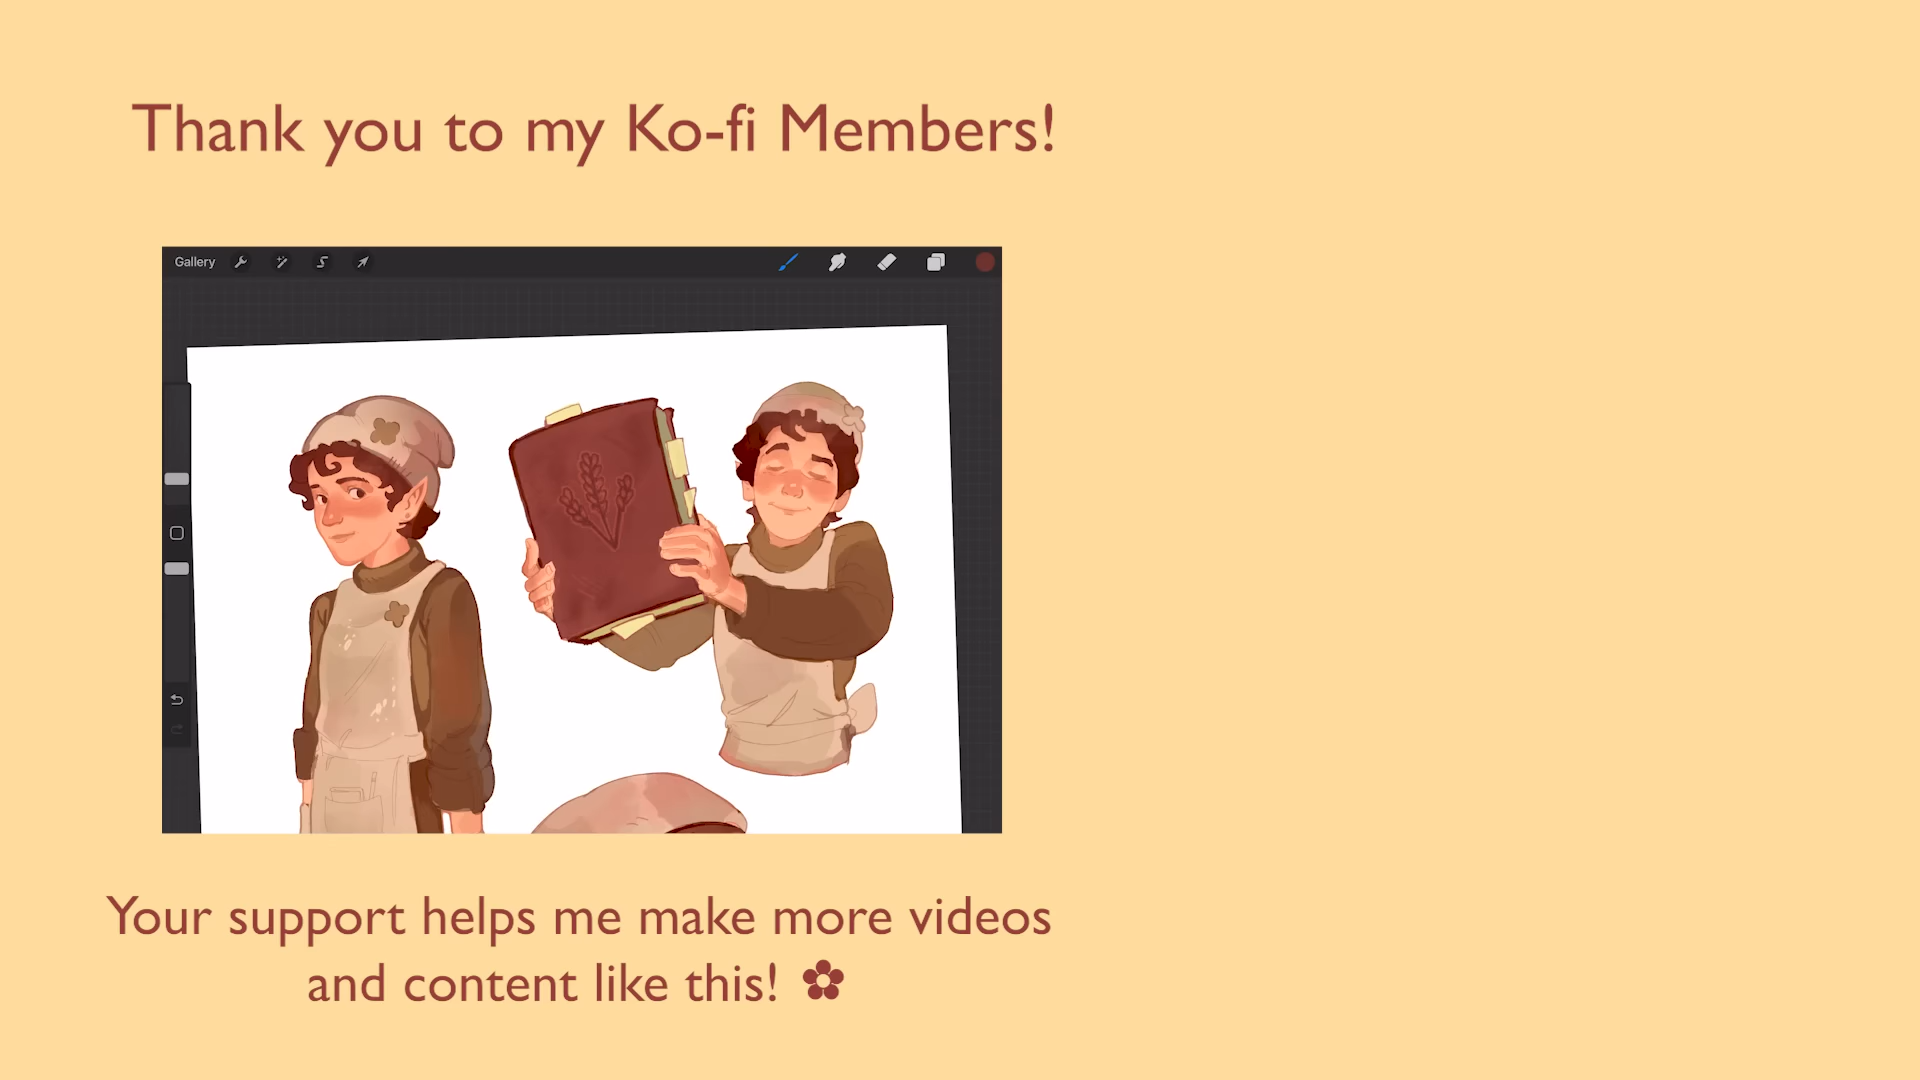 Thank you to my Ko-fi Members!
Gallery
Your support helps me make more videos
and content like this! ✿